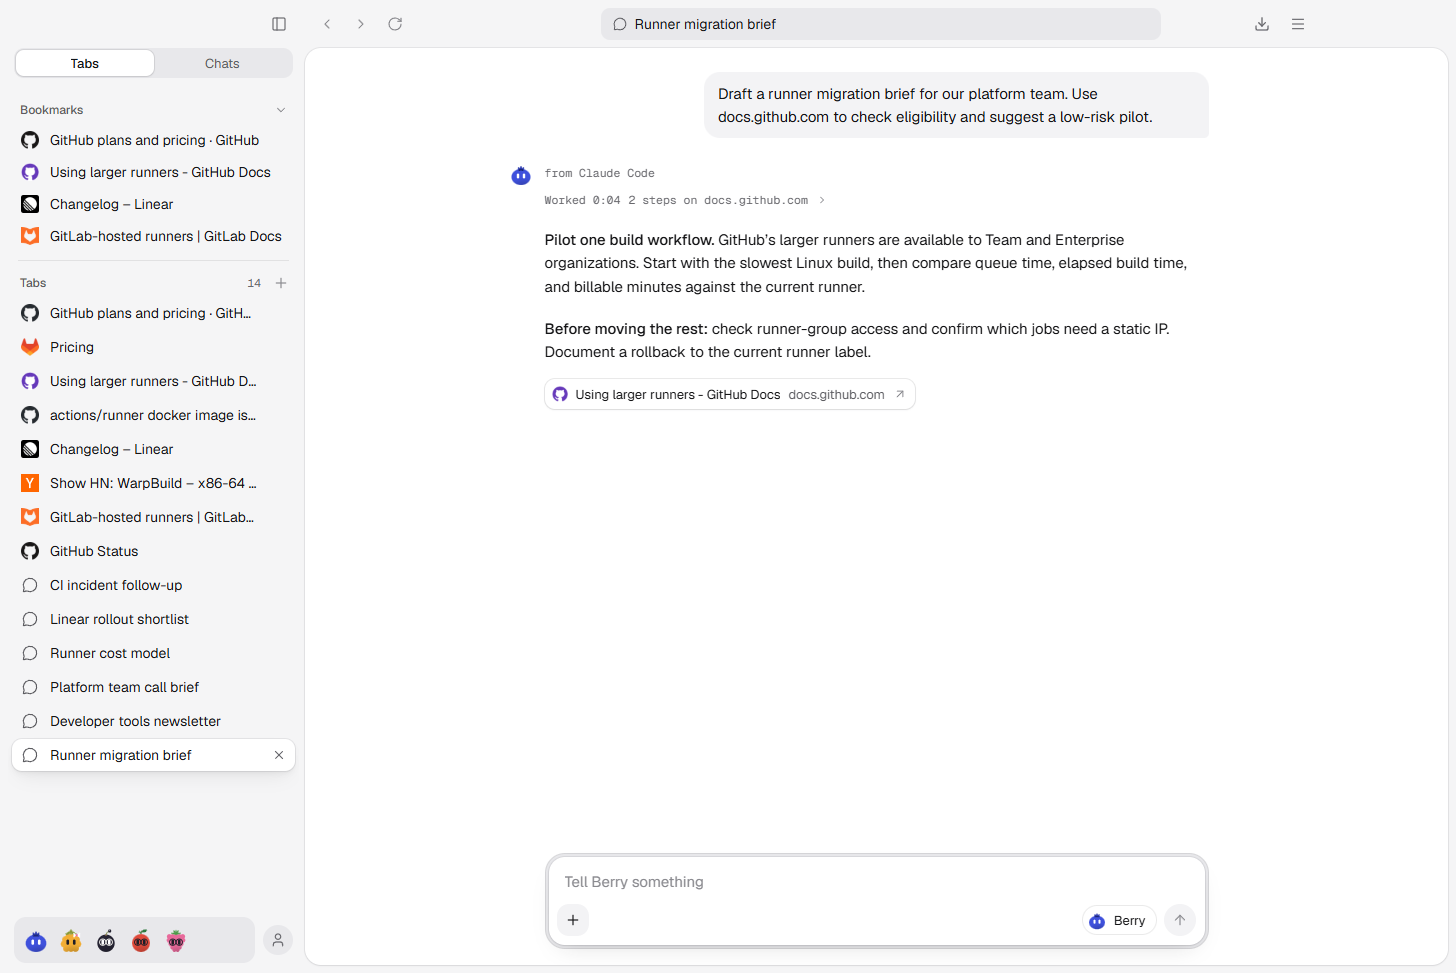 Runner migration brief
Tabs
Chats
Bookmarks
GitHub plans and pricing · GitHub
Using larger runners - GitHub Docs
Changelog – Linear
GitLab-hosted runners | GitLab Docs
Tabs 14
GitHub plans and pricing · GitH...
Pricing
Using larger runners - GitHub D...
actions/runner docker image is...
Changelog – Linear
Show HN: WarpBuild – x86-64 ...
GitLab-hosted runners | GitLab...
GitHub Status
CI incident follow-up
Linear rollout shortlist
Runner cost model
Platform team call brief
Developer tools newsletter
Runner migration brief
Draft a runner migration brief for our platform team. Use
docs.github.com to check eligibility and suggest a low-risk pilot.
from Claude Code
Worked 0:04 2 steps on docs.github.com
Pilot one build workflow. GitHub's larger runners are available to Team and Enterprise
organizations. Start with the slowest Linux build, then compare queue time, elapsed build time,
and billable minutes against the current runner.
Before moving the rest: check runner-group access and confirm which jobs need a static IP.
Document a rollback to the current runner label.
Using larger runners - GitHub Docs docs.github.com
Tell Berry something
Berry